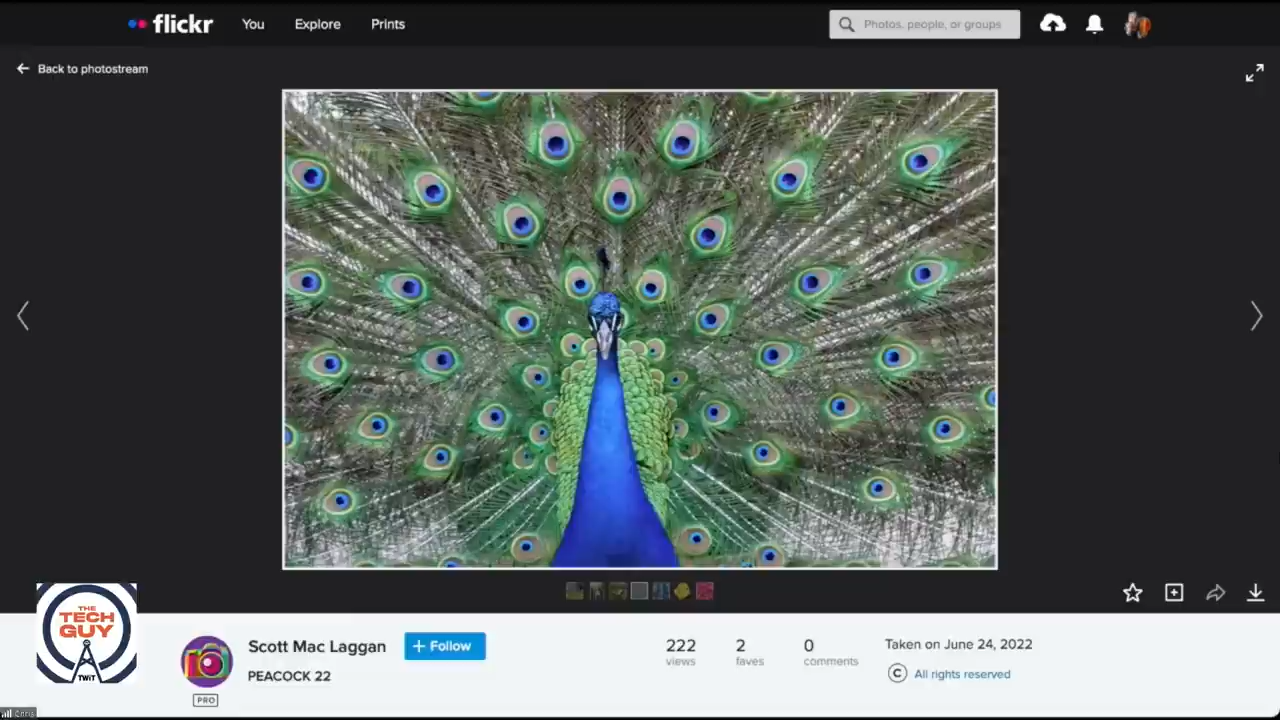 flickr
You
Explore
Prints
Photos, people, or groups
Back to photostream
THE
TECH
GUY
TWiT
Scott Mac Laggan
+ Follow
PEACOCK 22
PRO
222
views
2
faves
0
comments
Taken on June 24, 2022
C All rights reserved
Chris